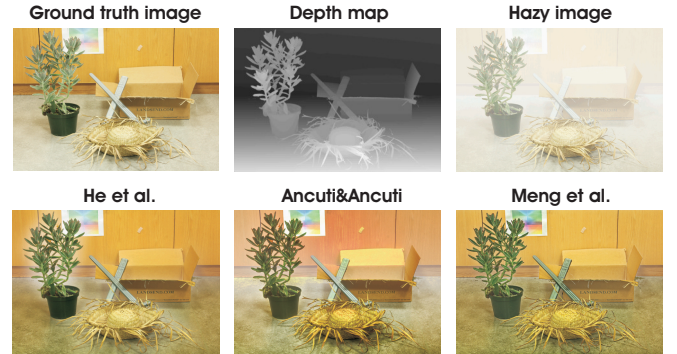 Ground truth image
Depth map
Hazy image
He et al.
Ancuti&Ancuti
Meng et al.